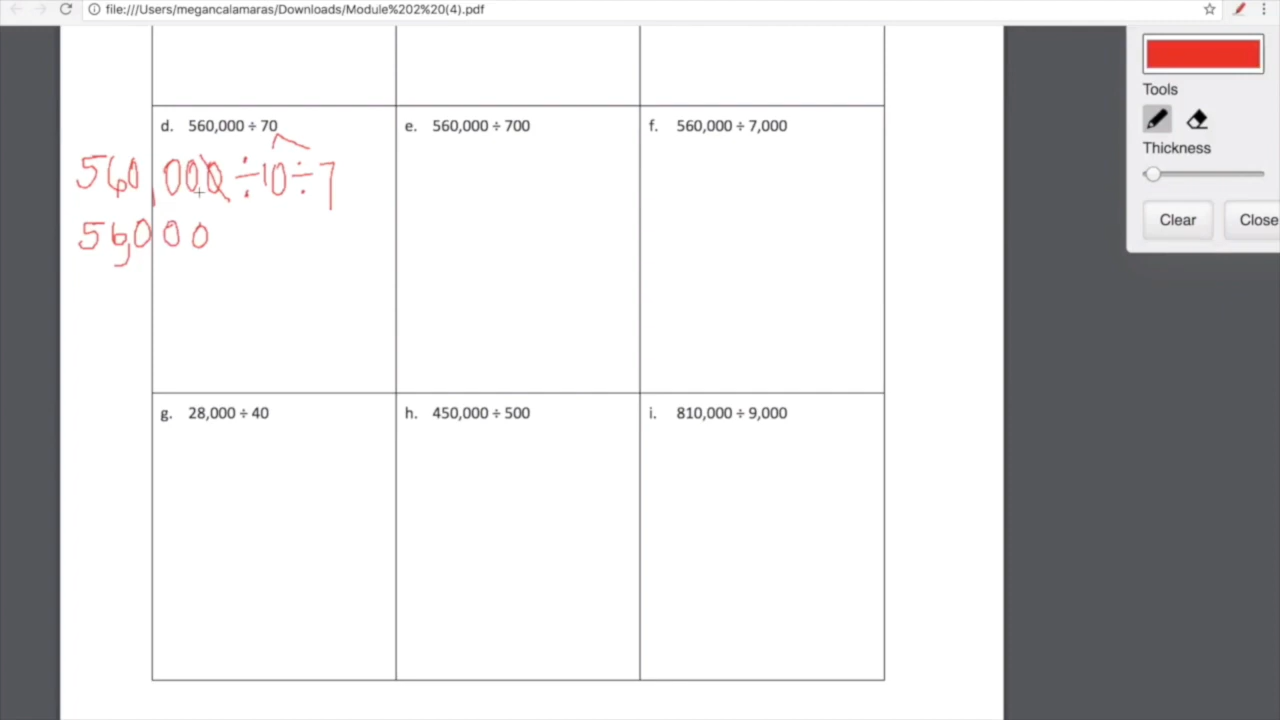 file:///Users/megancalamaras/Downloads/Module%202%20(4).pdf
Tools
Thickness
Clear
Close
d. 560,000 ÷ 70
e. 560,000 ÷ 700
f. 560,000 ÷ 7,000
560,000 ÷ 10 ÷ 7
56,000
g. 28,000 ÷ 40
h. 450,000 ÷ 500
i. 810,000 ÷ 9,000